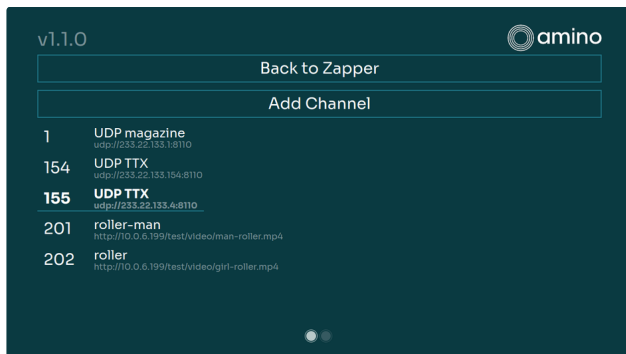 v1.1.0
amino
Back to Zapper
Add Channel
1 UDP magazine
udp://233.22.133.1:8110
154 UDP TTX
udp://233.22.133.154:8110
155 UDP TTX
udp://233.22.133.4:8110
201 roller-man
http://10.0.6.199/test/video/man-roller.mp4
202 roller
http://10.0.6.199/test/video/girl-roller.mp4